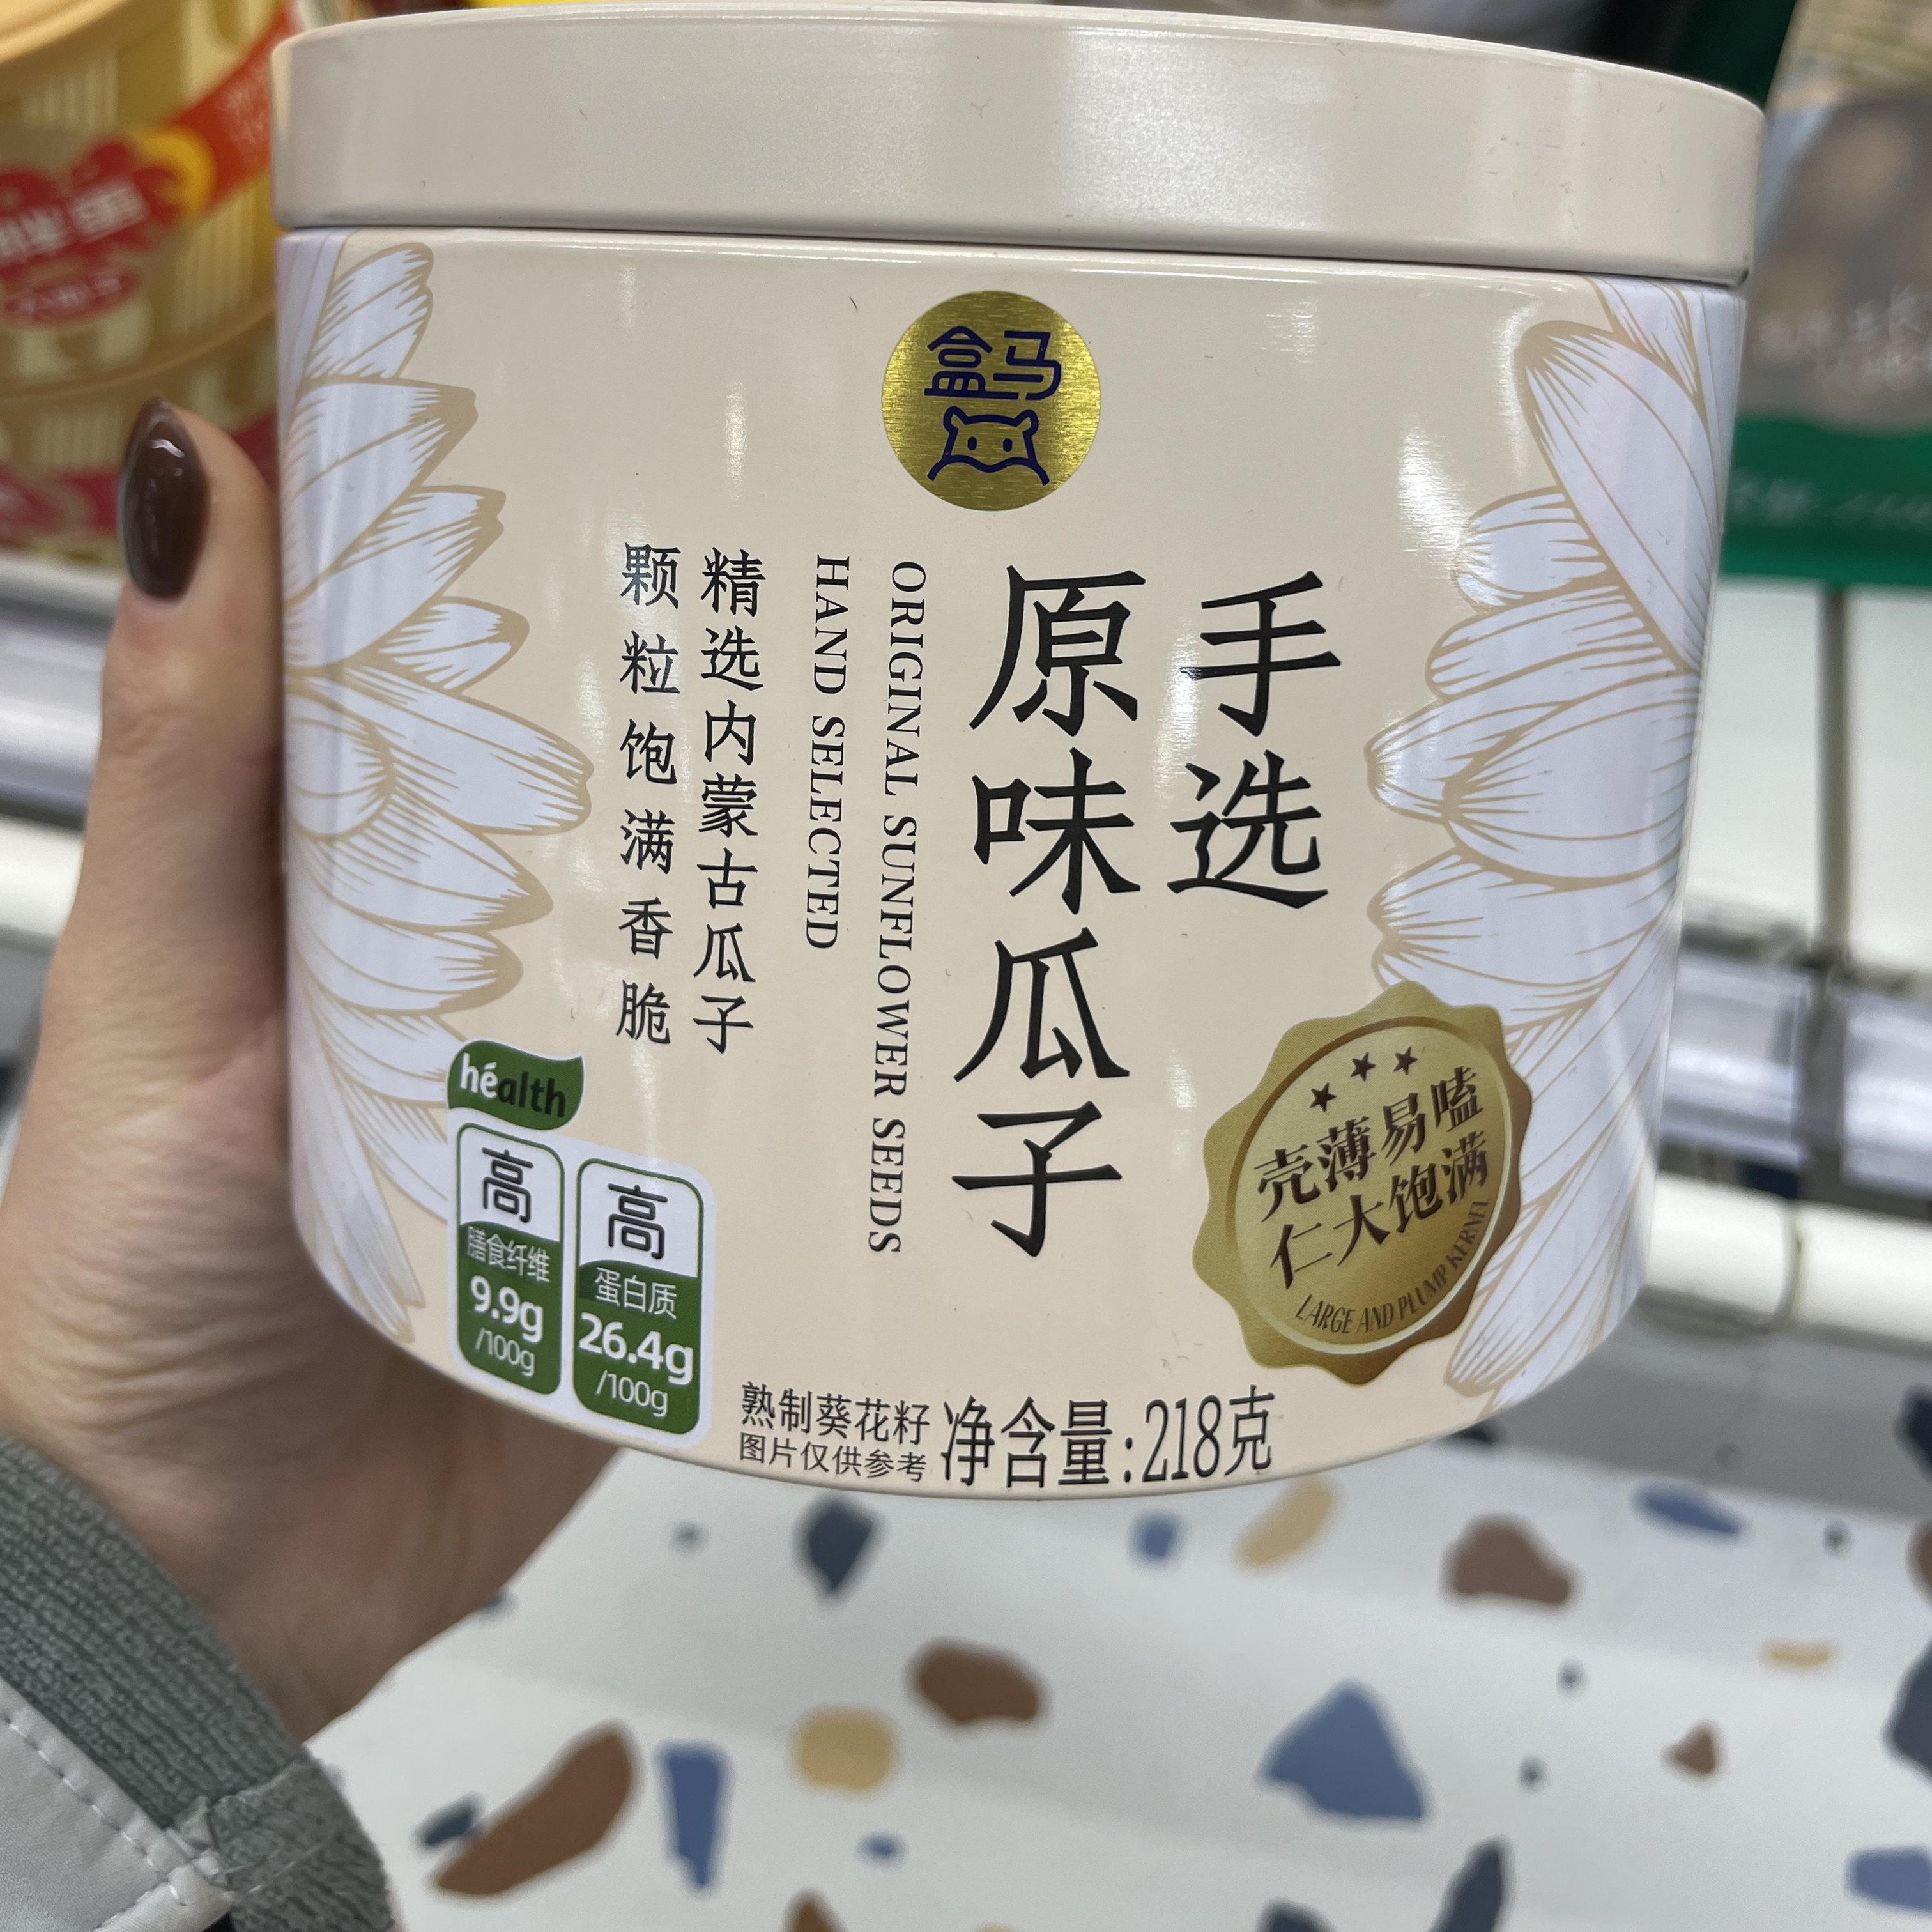 盒马
手选
原味瓜子
ORIGINAL SUNFLOWER SEEDS
HAND SELECTED
精选内蒙古瓜子
颗粒饱满香脆
壳薄易嗑
仁大饱满
LARGE AND PLUMP KERNEL
héalth
高
膳食纤维
9.9g
/100g
高
蛋白质
26.4g
/100g
熟制葵花籽
图片仅供参考
净含量:218克